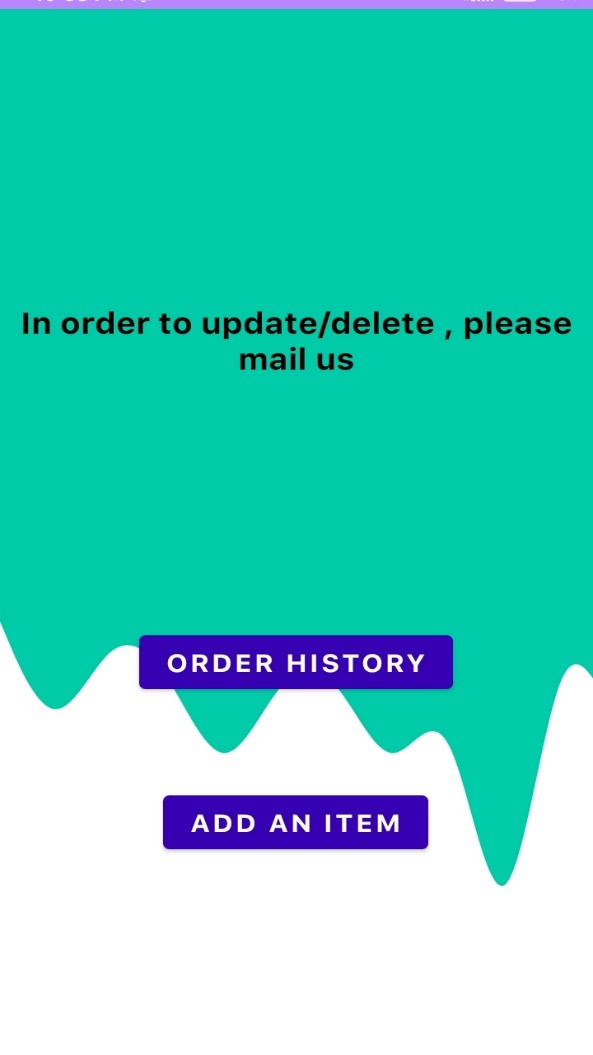 In order to update/delete , please
mail us
ORDER HISTORY
ADD AN ITEM